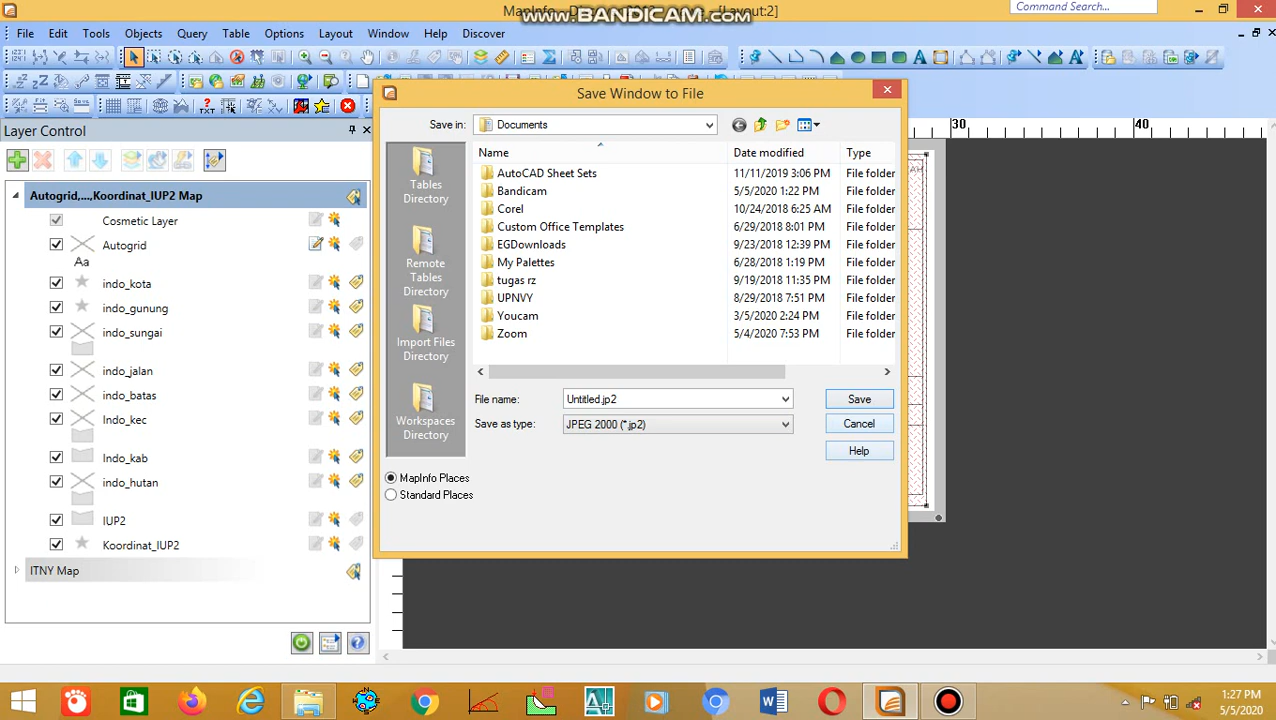 MapInfo
[Layout:2]
www.BANDICAM.com
Command Search...
File Edit Tools Objects Query Table Options Layout Window Help Discover
Layer Control
Autogrid,...,Koordinat_IUP2 Map
Cosmetic Layer
Autogrid
Aa
indo_kota
indo_gunung
indo_sungai
indo_jalan
indo_batas
Indo_kec
Indo_kab
indo_hutan
IUP2
Koordinat_IUP2
ITNY Map
Save Window to File
Save in: Documents
Tables Directory
Remote Tables Directory
Import Files Directory
Workspaces Directory
Name Date modified Type
AutoCAD Sheet Sets 11/11/2019 3:06 PM File folder
Bandicam 5/5/2020 1:22 PM File folder
Corel 10/24/2018 6:25 AM File folder
Custom Office Templates 6/29/2018 8:01 PM File folder
EGDownloads 9/23/2018 12:39 PM File folder
My Palettes 6/28/2018 1:19 PM File folder
tugas rz 9/19/2018 11:35 PM File folder
UPNVY 8/29/2018 7:51 PM File folder
Youcam 3/5/2020 2:24 PM File folder
Zoom 5/4/2020 7:53 PM File folder
File name: Untitled.jp2 Save
Save as type: JPEG 2000 (*.jp2) Cancel
Help
MapInfo Places
Standard Places
30 40
1:27 PM
5/5/2020